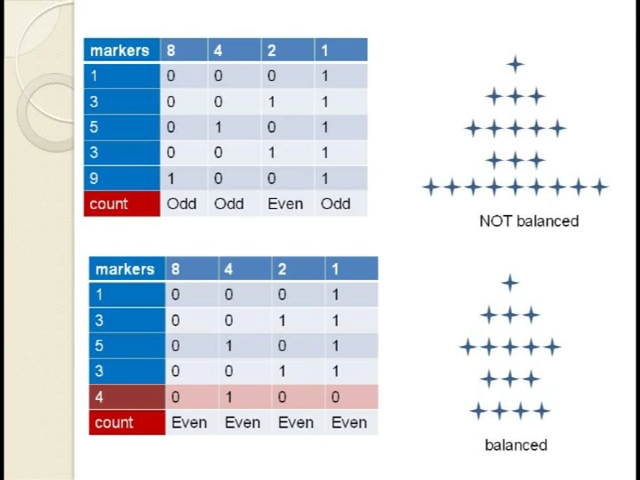 markers 8 4 2 1
1 0 0 0 1
3 0 0 1 1
5 0 1 0 1
3 0 0 1 1
9 1 0 0 1
count Odd Odd Even Odd
NOT balanced
markers 8 4 2 1
1 0 0 0 1
3 0 0 1 1
5 0 1 0 1
3 0 0 1 1
4 0 1 0 0
count Even Even Even Even
balanced